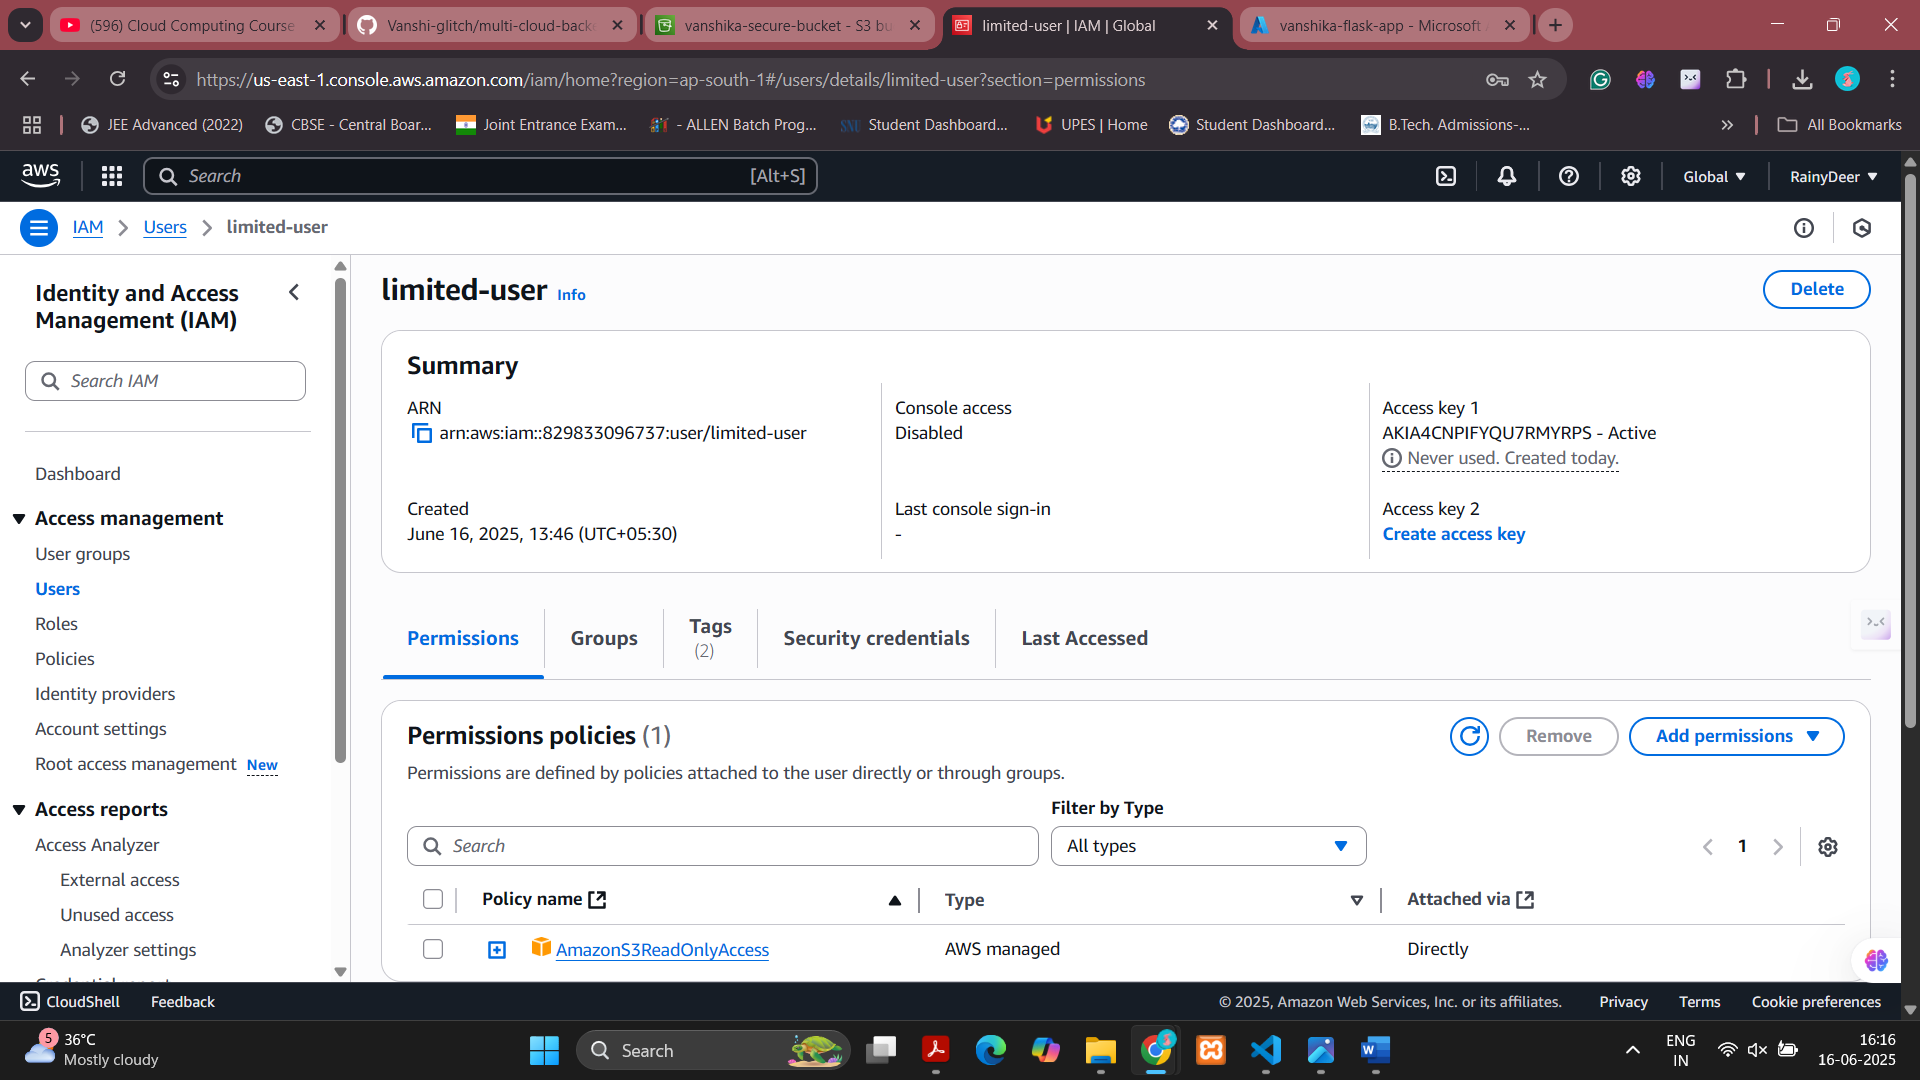 (596) Cloud Computing Course
Vanshi-glitch/multi-cloud-back
vanshika-secure-bucket - S3 bu
limited-user | IAM | Global
vanshika-flask-app - Microsoft
https://us-east-1.console.aws.amazon.com/iam/home?region=ap-south-1#/users/details/limited-user?section=permissions
JEE Advanced (2022)
CBSE - Central Boar...
Joint Entrance Exam...
- ALLEN Batch Prog...
SNU
Student Dashboard...
UPES | Home
Student Dashboard...
B.Tech. Admissions-...
All Bookmarks
aws
Search
[Alt+S]
Global
RainyDeer
IAM
Users
limited-user
Identity and Access
Management (IAM)
Search IAM
Dashboard
Access management
User groups
Users
Roles
Policies
Identity providers
Account settings
Root access management New
Access reports
Access Analyzer
External access
Unused access
Analyzer settings
limited-user Info
Delete
Summary
ARN
arn:aws:iam::829833096737:user/limited-user
Created
June 16, 2025, 13:46 (UTC+05:30)
Console access
Disabled
Last console sign-in
-
Access key 1
AKIA4CNPIFYQU7RMYRPS - Active
Never used. Created today.
Access key 2
Create access key
Permissions
Groups
Tags
(2)
Security credentials
Last Accessed
Permissions policies (1)
Remove
Add permissions
Permissions are defined by policies attached to the user directly or through groups.
Filter by Type
Search
All types
1
Policy name
Type
Attached via
AmazonS3ReadOnlyAccess
AWS managed
Directly
CloudShell
Feedback
© 2025, Amazon Web Services, Inc. or its affiliates.
Privacy
Terms
Cookie preferences
5
36°C
Mostly cloudy
Search
ENG
IN
16:16
16-06-2025